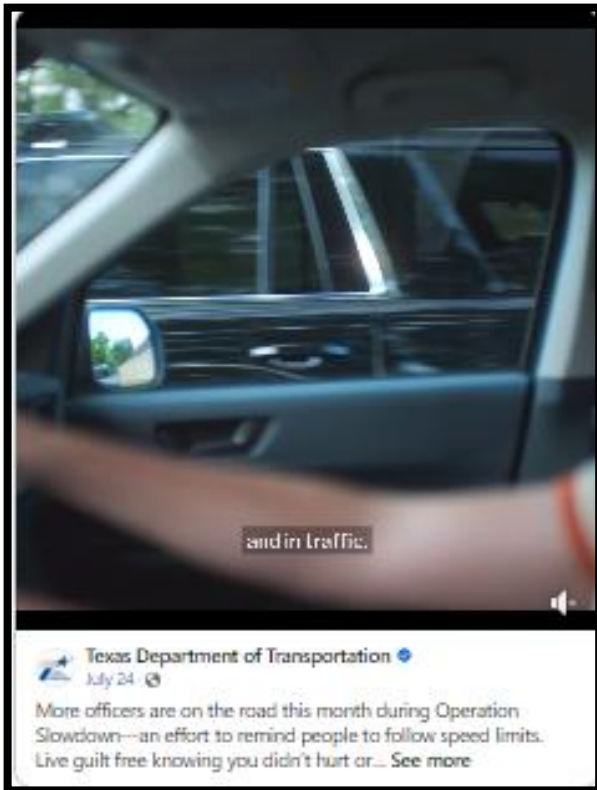 and in traffic.
Texas Department of Transportation
July 24 ·
More officers are on the road this month during Operation
Slowdown—an effort to remind people to follow speed limits.
Live guilt free knowing you didn't hurt or... See more